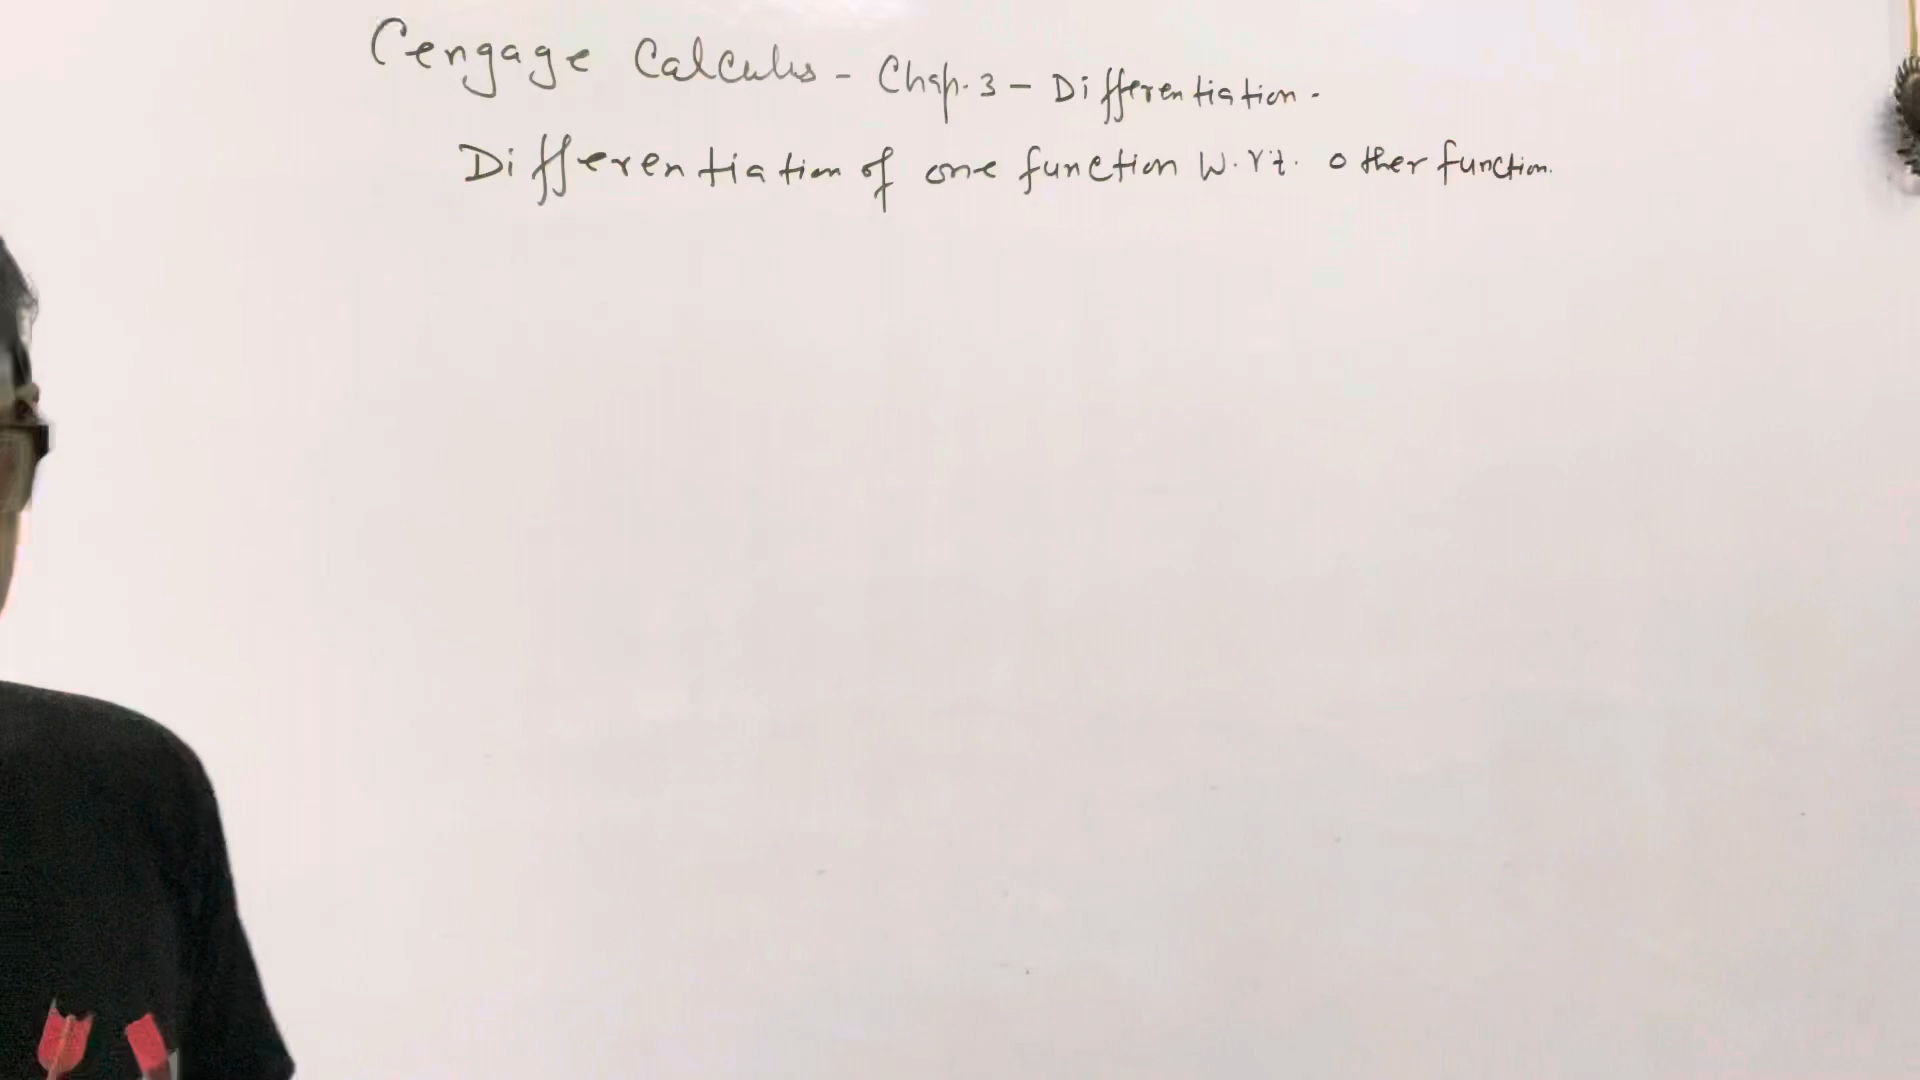 Cengage Calculus - Chap. 3 - Differentiation.
Differentiation of one function w.r.t. other function.